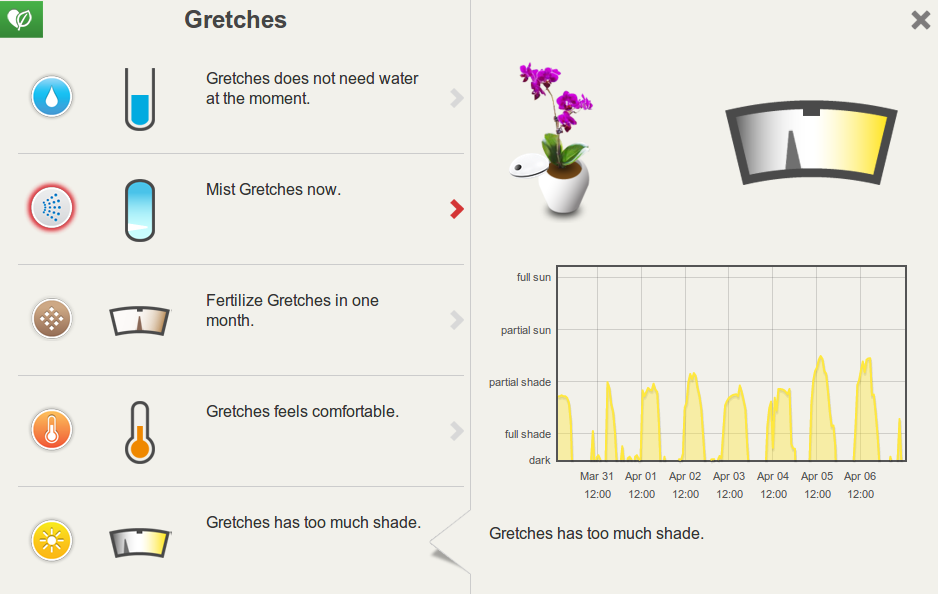 Gretches
Gretches does not need water
at the moment.
Mist Gretches now.
Fertilize Gretches in one
month.
Gretches feels comfortable.
Gretches has too much shade.
full sun
partial sun
partial shade
full shade
dark
Mar 31 Apr 01 Apr 02 Apr 03 Apr 04 Apr 05 Apr 06
12:00 12:00 12:00 12:00 12:00 12:00 12:00
Gretches has too much shade.